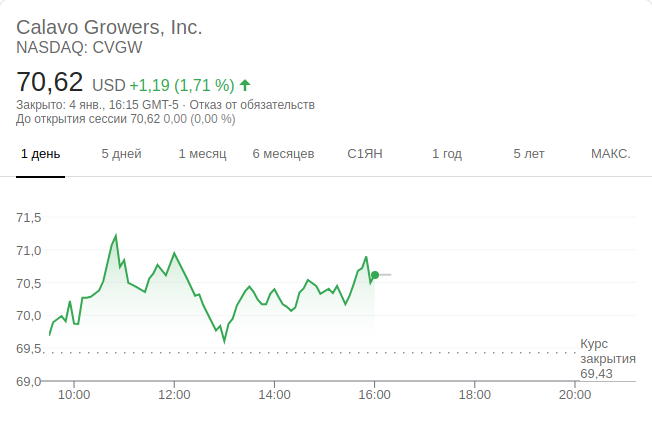 Calavo Growers, Inc.
NASDAQ: CVGW
70,62 USD +1,19 (1,71 %)
Закрыто: 4 янв., 16:15 GMT-5 · Отказ от обязательств
До открытия сессии 70,62 0,00 (0,00 %)
1 день 5 дней 1 месяц 6 месяцев С1ЯН 1 год 5 лет МАКС.
71,5
71,0
70,5
70,0
69,5
Курс
закрытия
69,43
69,0
10:00 12:00 14:00 16:00 18:00 20:00